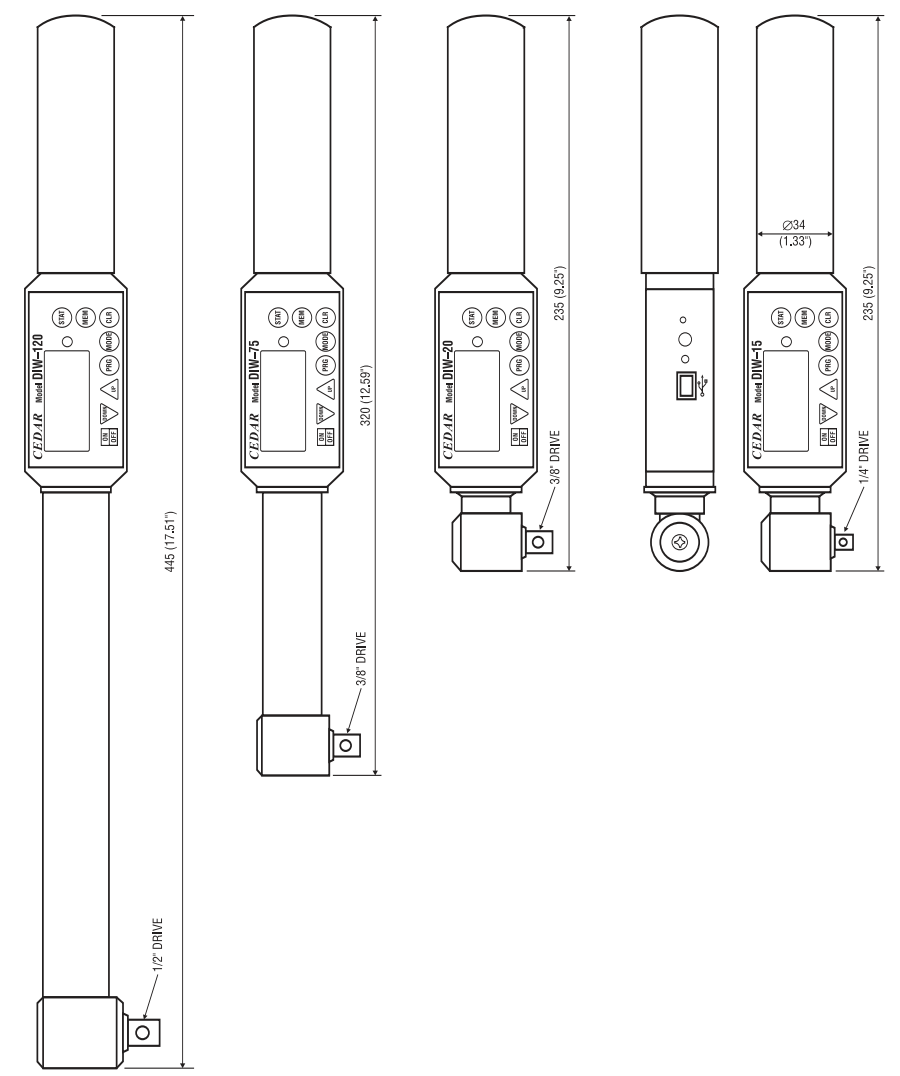 STAT
MEM
CLR
MODE
PRG
UP
DOWN
ON
OFF
CEDAR Model DIW–120
445 (17.51")
1/2" DRIVE
STAT
MEM
CLR
MODE
PRG
UP
DOWN
ON
OFF
CEDAR Model DIW–75
320 (12.59")
3/8" DRIVE
STAT
MEM
CLR
MODE
PRG
UP
DOWN
ON
OFF
CEDAR Model DIW–20
235 (9.25")
3/8" DRIVE
Ø34
(1.33")
STAT
MEM
CLR
MODE
PRG
UP
DOWN
ON
OFF
CEDAR Model DIW–15
235 (9.25")
1/4" DRIVE